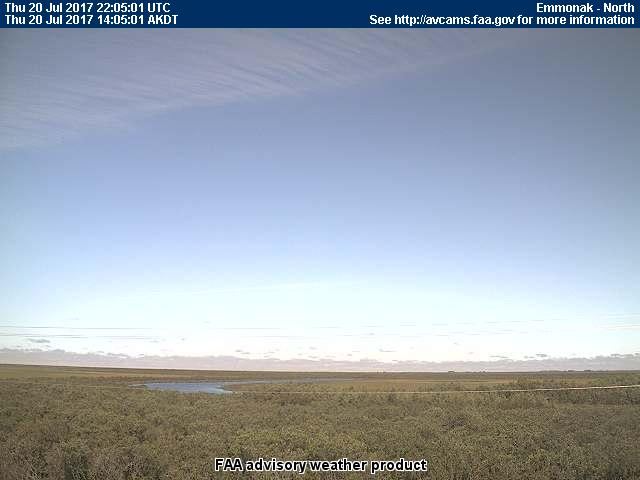 Thu 20 Jul 2017 22:05:01 UTC
Emmonak - North
Thu 20 Jul 2017 14:05:01 AKDT
See http://avcams.faa.gov for more information
FAA advisory weather product